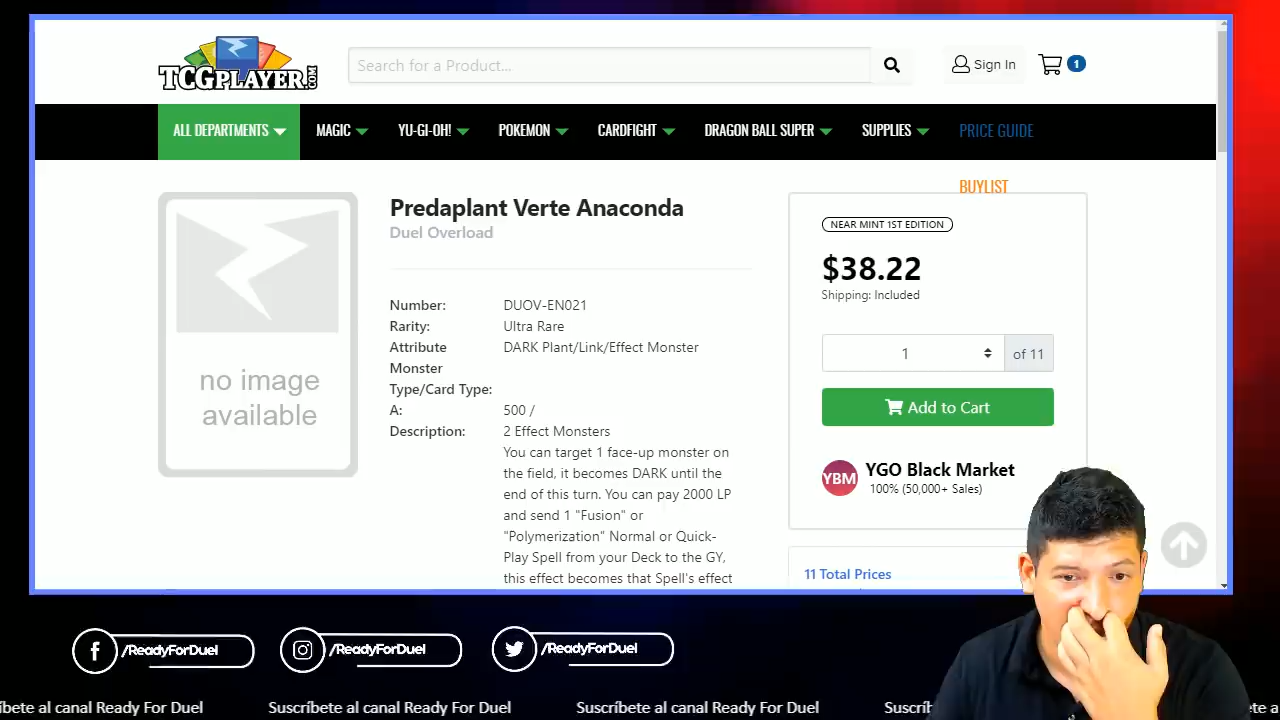 TCGPLAYER.COM
Search for a Product...
Sign In
1
ALL DEPARTMENTS
MAGIC
YU-GI-OH!
POKEMON
CARDFIGHT
DRAGON BALL SUPER
SUPPLIES
PRICE GUIDE
BUYLIST
no image
available
Predaplant Verte Anaconda
Duel Overload
Number: DUOV-EN021
Rarity: Ultra Rare
Attribute DARK Plant/Link/Effect Monster
Monster
Type/Card Type:
A: 500 /
Description: 2 Effect Monsters
You can target 1 face-up monster on
the field, it becomes DARK until the
end of this turn. You can pay 2000 LP
and send 1 "Fusion" or
"Polymerization" Normal or Quick-
Play Spell from your Deck to the GY,
this effect becomes that Spell's effect
NEAR MINT 1ST EDITION
$38.22
Shipping: Included
1 of 11
Add to Cart
YBM
YGO Black Market
100% (50,000+ Sales)
11 Total Prices
/ReadyForDuel
/ReadyForDuel
/ReadyForDuel
íbete al canal Ready For Duel Suscríbete al canal Ready For Duel Suscríbete al canal Ready For Duel Suscríb ete a